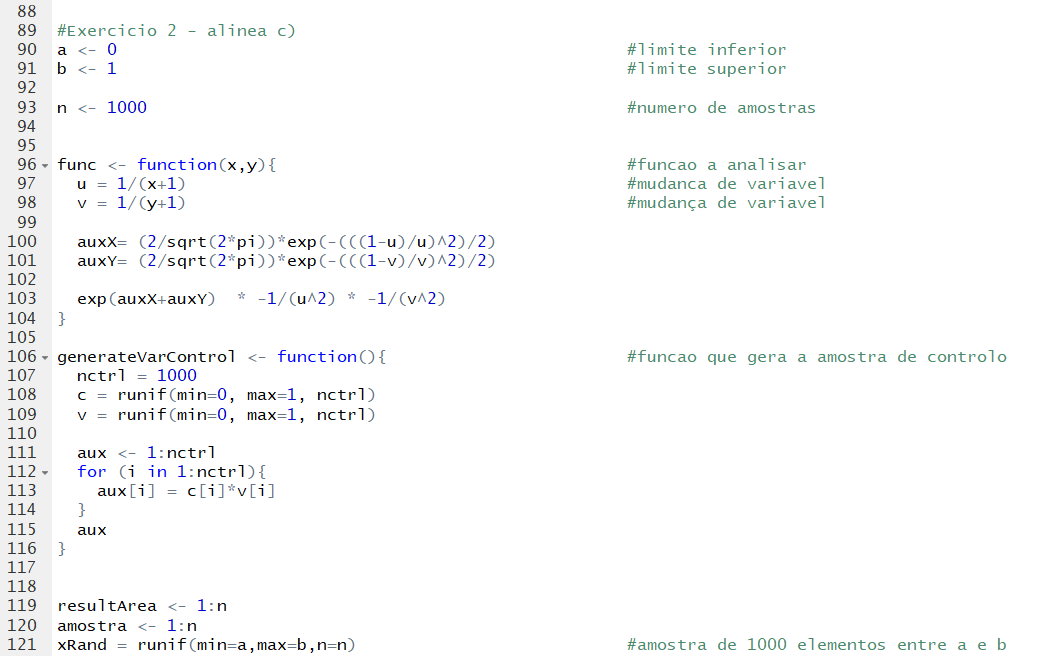 88
89 #Exercicio 2 - alinea c)
90 a <- 0 #limite inferior
91 b <- 1 #limite superior
92
93 n <- 1000 #numero de amostras
94
95
96 func <- function(x,y){ #funcao a analisar
97 u = 1/(x+1) #mudanca de variavel
98 v = 1/(y+1) #mudança de variavel
99
100 auxX= (2/sqrt(2*pi))*exp(-(((1-u)/u)^2)/2)
101 auxY= (2/sqrt(2*pi))*exp(-(((1-v)/v)^2)/2)
102
103 exp(auxX+auxY) * -1/(u^2) * -1/(v^2)
104 }
105
106 generateVarControl <- function(){ #funcao que gera a amostra de controlo
107 nctrl = 1000
108 c = runif(min=0, max=1, nctrl)
109 v = runif(min=0, max=1, nctrl)
110
111 aux <- 1:nctrl
112 for (i in 1:nctrl){
113 aux[i] = c[i]*v[i]
114 }
115 aux
116 }
117
118
119 resultArea <- 1:n
120 amostra <- 1:n
121 xRand = runif(min=a,max=b,n=n) #amostra de 1000 elementos entre a e b